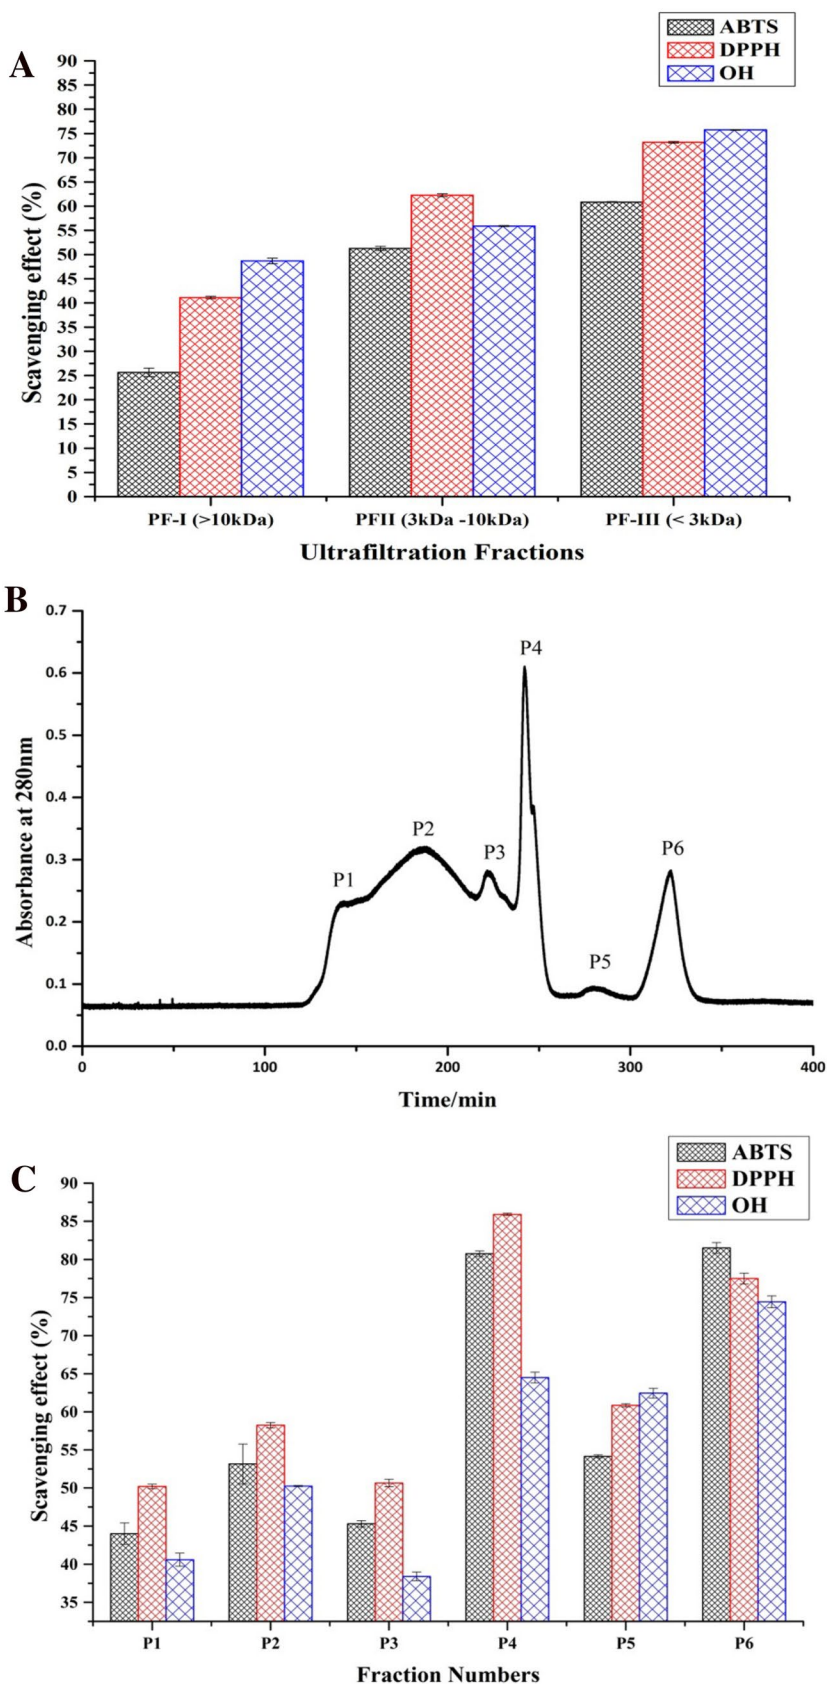 A
ABTS
DPPH
OH
Scavenging effect (%)
90
85
80
75
70
65
60
55
50
45
40
35
30
25
20
15
10
5
0
PF-I (>10kDa) PFII (3kDa -10kDa) PF-III (< 3kDa)
Ultrafiltration Fractions
B
Absorbance at 280nm
0.7
0.6
0.5
0.4
0.3
0.2
0.1
0.0
P1
P2
P3
P4
P5
P6
0 100 200 300 400
Time/min
C
ABTS
DPPH
OH
Scavenging effect (%)
90
85
80
75
70
65
60
55
50
45
40
35
P1 P2 P3 P4 P5 P6
Fraction Numbers